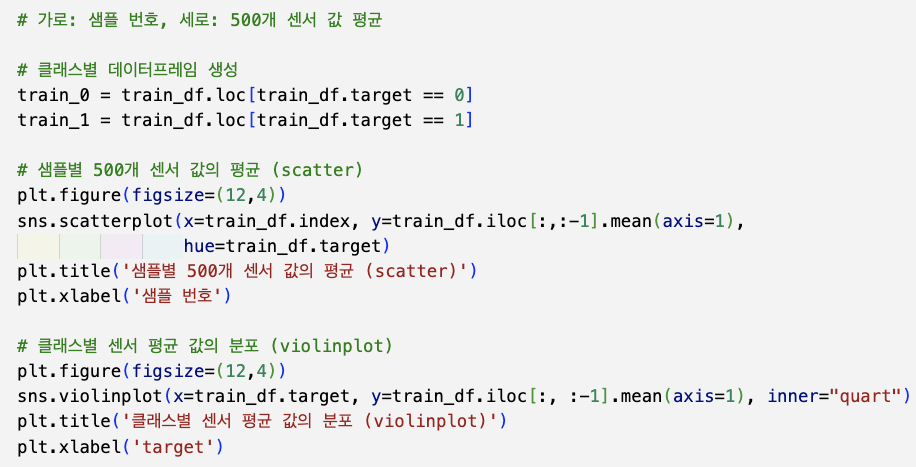 # 가로: 샘플 번호, 세로: 500개 센서 값 평균
# 클래스별 데이터프레임 생성
train_0 = train_df.loc[train_df.target == 0]
train_1 = train_df.loc[train_df.target == 1]
# 샘플별 500개 센서 값의 평균 (scatter)
plt.figure(figsize=(12,4))
sns.scatterplot(x=train_df.index, y=train_df.iloc[:,:-1].mean(axis=1),
hue=train_df.target)
plt.title('샘플별 500개 센서 값의 평균 (scatter)')
plt.xlabel('샘플 번호')
# 클래스별 센서 평균 값의 분포 (violinplot)
plt.figure(figsize=(12,4))
sns.violinplot(x=train_df.target, y=train_df.iloc[:, :-1].mean(axis=1), inner="quart")
plt.title('클래스별 센서 평균 값의 분포 (violinplot)')
plt.xlabel('target')